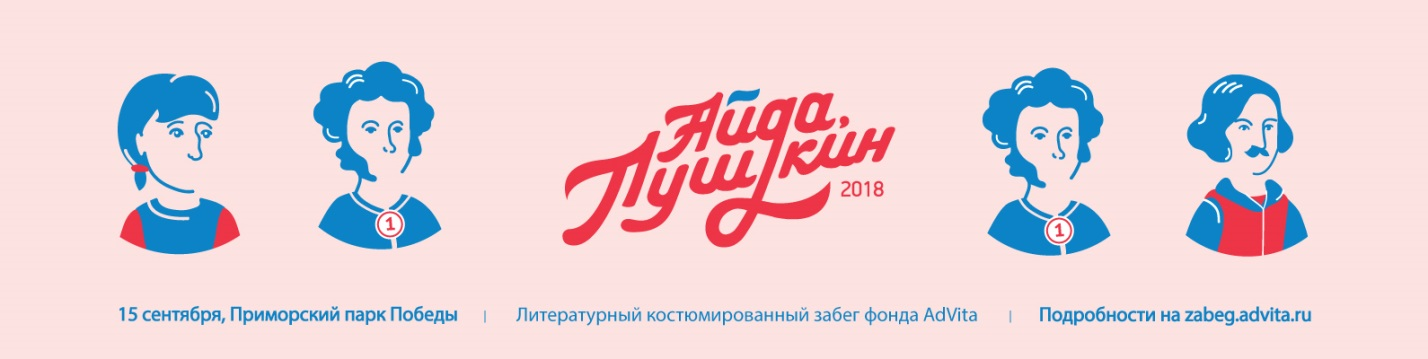 Айда,
Пушкин
2018
1
1
15 сентября, Приморский парк Победы | Литературный костюмированный забег фонда AdVita | Подробности на zabeg.advita.ru